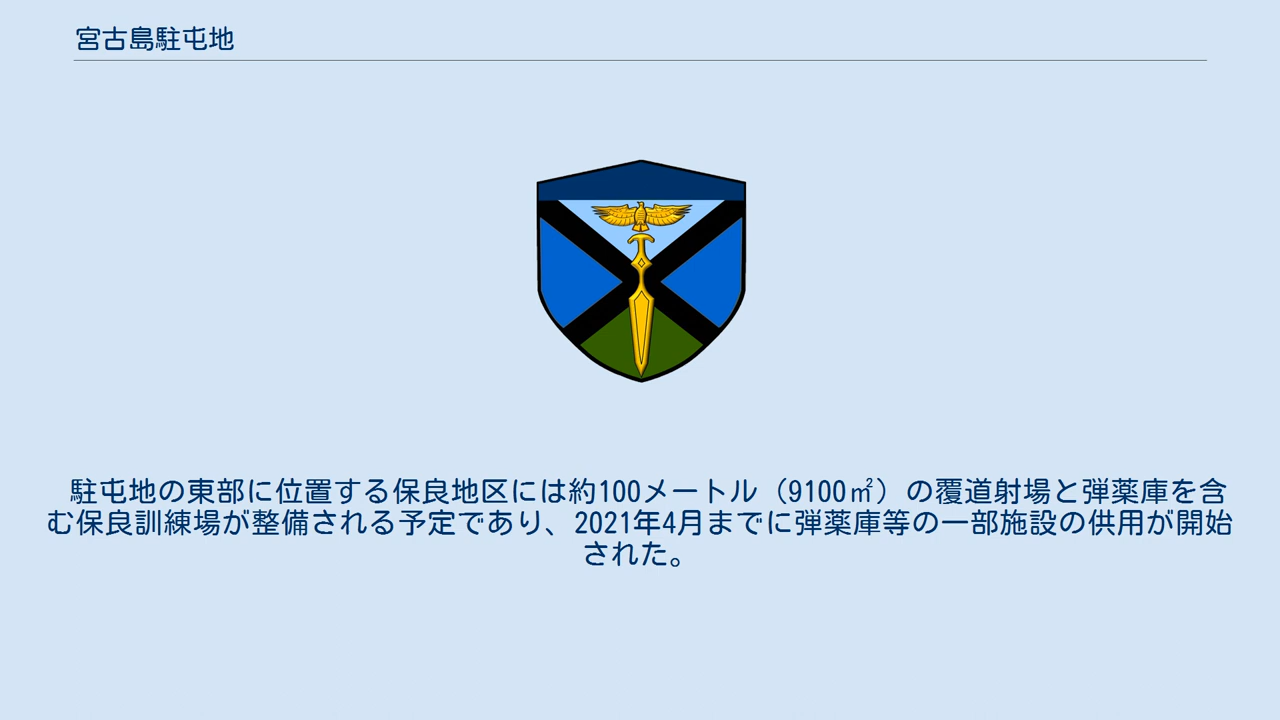 宮古島駐屯地
駐屯地の東部に位置する保良地区には約100メートル（9100㎡）の覆道射場と弾薬庫を含
む保良訓練場が整備される予定であり、2021年4月までに弾薬庫等の一部施設の供用が開始
された。